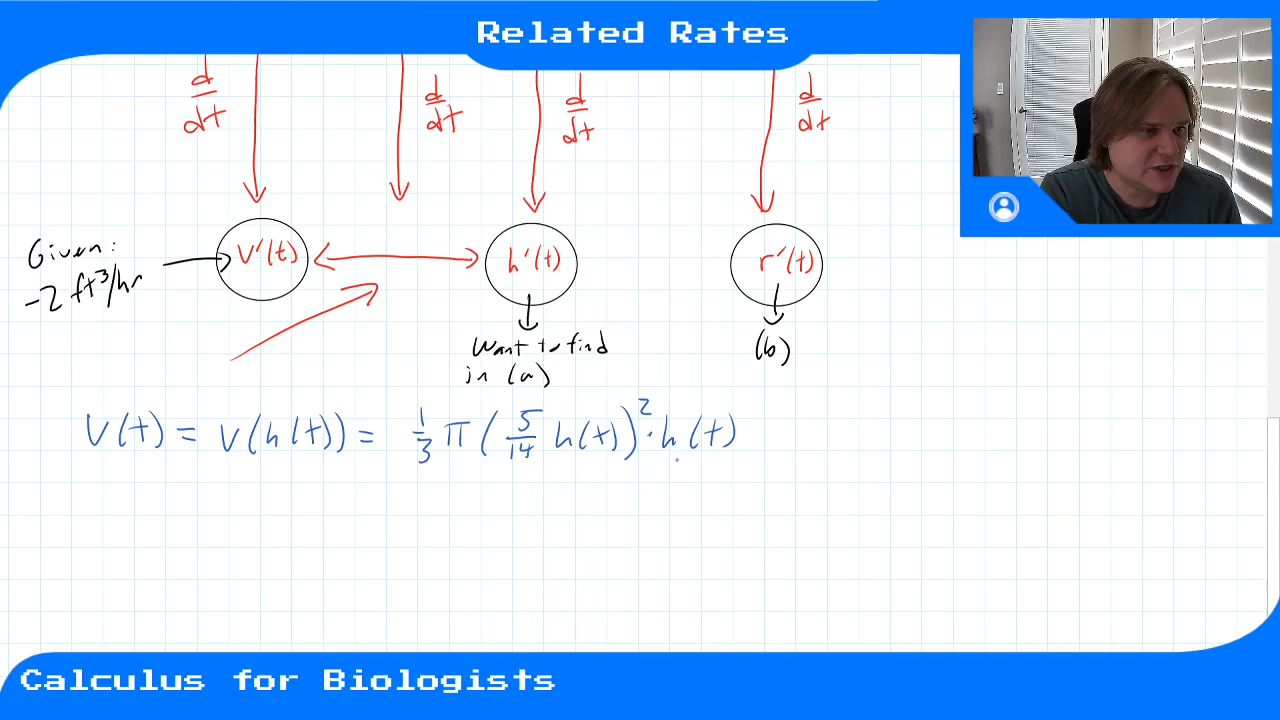 Related Rates
d/dt d/dt d/dt d/dt
Given:
-2 ft³/hr
V'(t) h'(t) r'(t)
Want to find
in (a)
(b)
V(t) = V(h(t)) = 1/3 π (5/14 h(t))² · h(t)
Calculus for Biologists